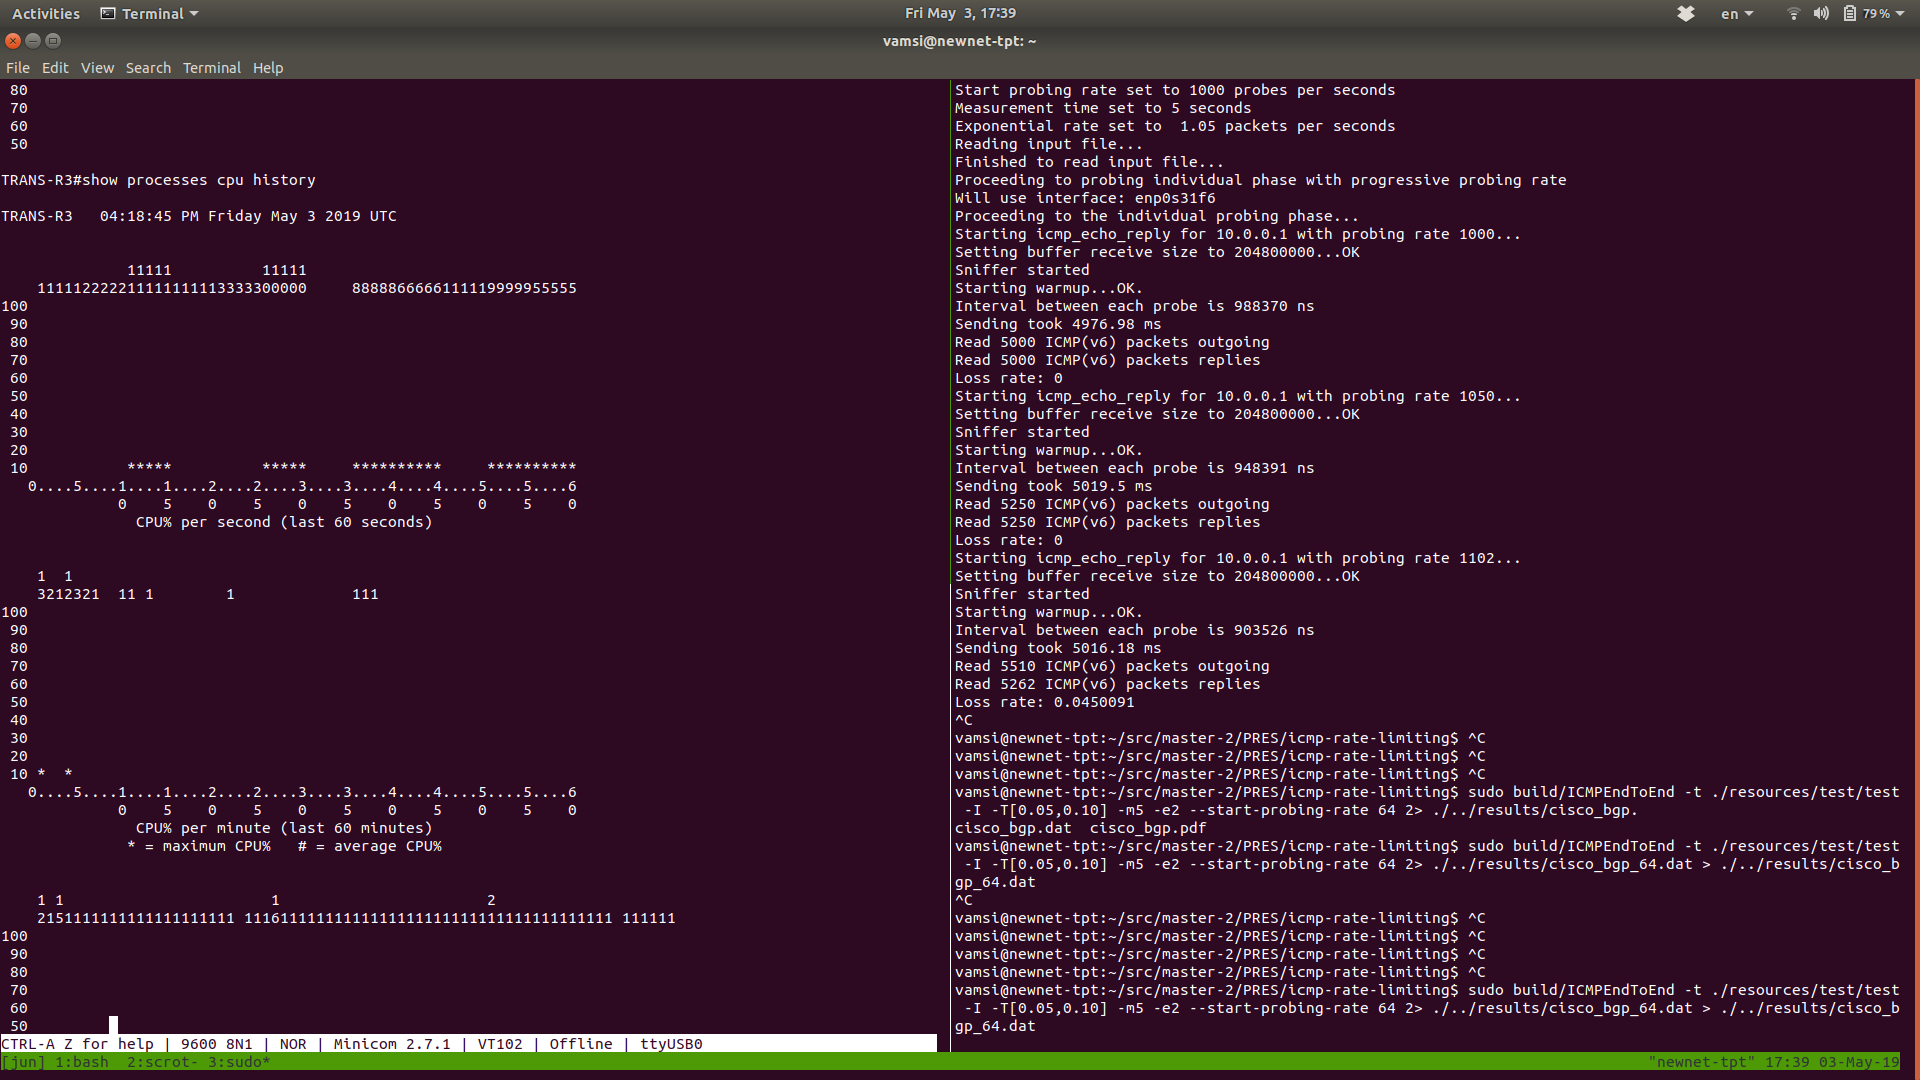 Activities Terminal Fri May 3, 17:39 en 79%
vamsi@newnet-tpt: ~
File Edit View Search Terminal Help
 80
 70
 60
 50

TRANS-R3#show processes cpu history

TRANS-R3   04:18:45 PM Friday May 3 2019 UTC

              11111          11111
    111112222211111111113333300000     8888866666111119999955555
100
 90
 80
 70
 60
 50
 40
 30
 20
 10           *****          *****     **********     **********
   0....5....1....1....2....2....3....3....4....4....5....5....6
             0    5    0    5    0    5    0    5    0    5    0
               CPU% per second (last 60 seconds)

    1  1
    3212321  11 1        1             111
100
 90
 80
 70
 60
 50
 40
 30
 20
 10 *  *
   0....5....1....1....2....2....3....3....4....4....5....5....6
             0    5    0    5    0    5    0    5    0    5    0
               CPU% per minute (last 60 minutes)
              * = maximum CPU%   # = average CPU%

    1 1                       1                       2
    2151111111111111111111 1116111111111111111111111111111111111111 111111
100
 90
 80
 70
 60
 50
CTRL-A Z for help | 9600 8N1 | NOR | Minicom 2.7.1 | VT102 | Offline | ttyUSB0
Start probing rate set to 1000 probes per seconds
Measurement time set to 5 seconds
Exponential rate set to  1.05 packets per seconds
Reading input file...
Finished to read input file...
Proceeding to probing individual phase with progressive probing rate
Will use interface: enp0s31f6
Proceeding to the individual probing phase...
Starting icmp_echo_reply for 10.0.0.1 with probing rate 1000...
Setting buffer receive size to 204800000...OK
Sniffer started
Starting warmup...OK.
Interval between each probe is 988370 ns
Sending took 4976.98 ms
Read 5000 ICMP(v6) packets outgoing
Read 5000 ICMP(v6) packets replies
Loss rate: 0
Starting icmp_echo_reply for 10.0.0.1 with probing rate 1050...
Setting buffer receive size to 204800000...OK
Sniffer started
Starting warmup...OK.
Interval between each probe is 948391 ns
Sending took 5019.5 ms
Read 5250 ICMP(v6) packets outgoing
Read 5250 ICMP(v6) packets replies
Loss rate: 0
Starting icmp_echo_reply for 10.0.0.1 with probing rate 1102...
Setting buffer receive size to 204800000...OK
Sniffer started
Starting warmup...OK.
Interval between each probe is 903526 ns
Sending took 5016.18 ms
Read 5510 ICMP(v6) packets outgoing
Read 5262 ICMP(v6) packets replies
Loss rate: 0.0450091
^C
vamsi@newnet-tpt:~/src/master-2/PRES/icmp-rate-limiting$ ^C
vamsi@newnet-tpt:~/src/master-2/PRES/icmp-rate-limiting$ ^C
vamsi@newnet-tpt:~/src/master-2/PRES/icmp-rate-limiting$ ^C
vamsi@newnet-tpt:~/src/master-2/PRES/icmp-rate-limiting$ sudo build/ICMPEndToEnd -t ./resources/test/test
 -I -T[0.05,0.10] -m5 -e2 --start-probing-rate 64 2> ./../results/cisco_bgp.
cisco_bgp.dat  cisco_bgp.pdf
vamsi@newnet-tpt:~/src/master-2/PRES/icmp-rate-limiting$ sudo build/ICMPEndToEnd -t ./resources/test/test
 -I -T[0.05,0.10] -m5 -e2 --start-probing-rate 64 2> ./../results/cisco_bgp_64.dat > ./../results/cisco_b
gp_64.dat
^C
vamsi@newnet-tpt:~/src/master-2/PRES/icmp-rate-limiting$ ^C
vamsi@newnet-tpt:~/src/master-2/PRES/icmp-rate-limiting$ ^C
vamsi@newnet-tpt:~/src/master-2/PRES/icmp-rate-limiting$ ^C
vamsi@newnet-tpt:~/src/master-2/PRES/icmp-rate-limiting$ ^C
vamsi@newnet-tpt:~/src/master-2/PRES/icmp-rate-limiting$ sudo build/ICMPEndToEnd -t ./resources/test/test
 -I -T[0.05,0.10] -m5 -e2 --start-probing-rate 64 2> ./../results/cisco_bgp_64.dat > ./../results/cisco_b
gp_64.dat
[jun] 1:bash  2:scrot- 3:sudo* "newnet-tpt" 17:39 03-May-19